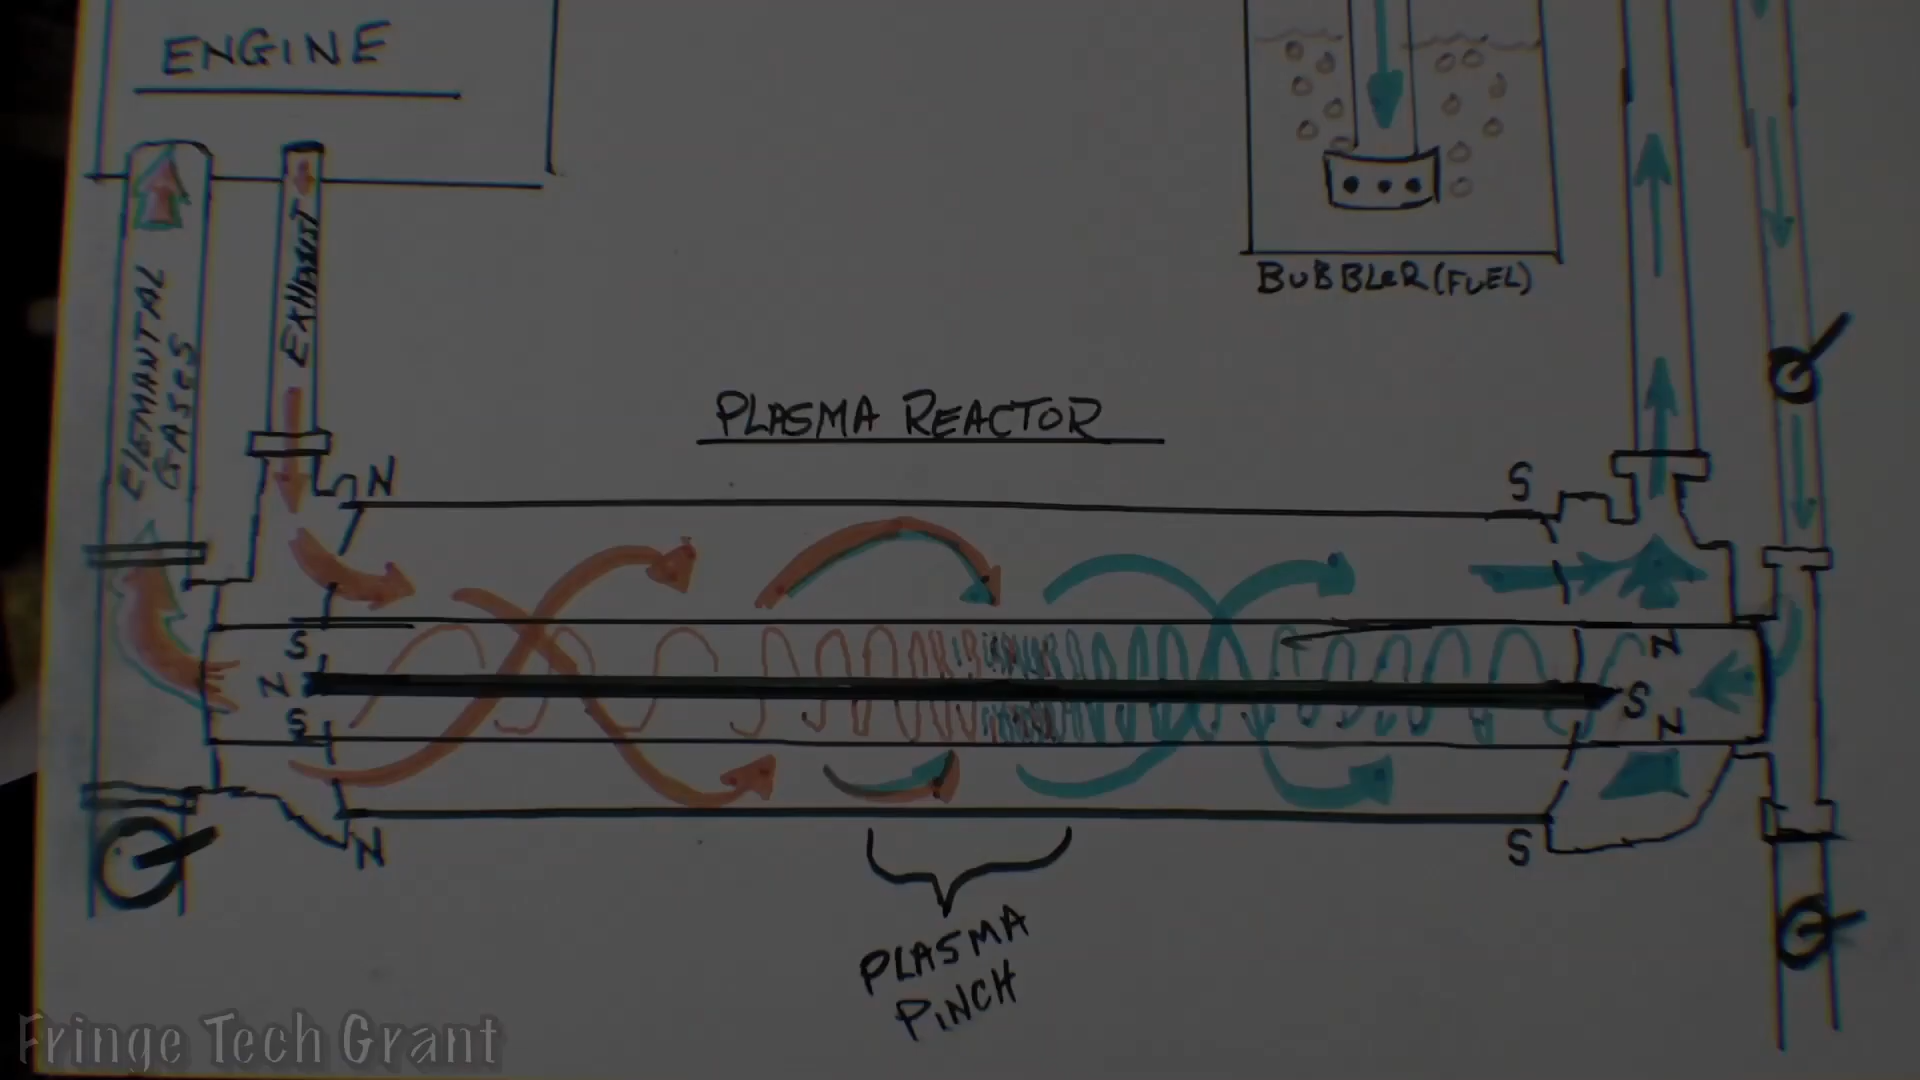 ENGINE
EXHAUST
ElEMANTAL
GASES
BUBBLER (FUEL)
PLASMA REACTOR
N
S
S
N
S
N
S
N
N
S
PLASMA
PINCH
Fringe Tech Grant